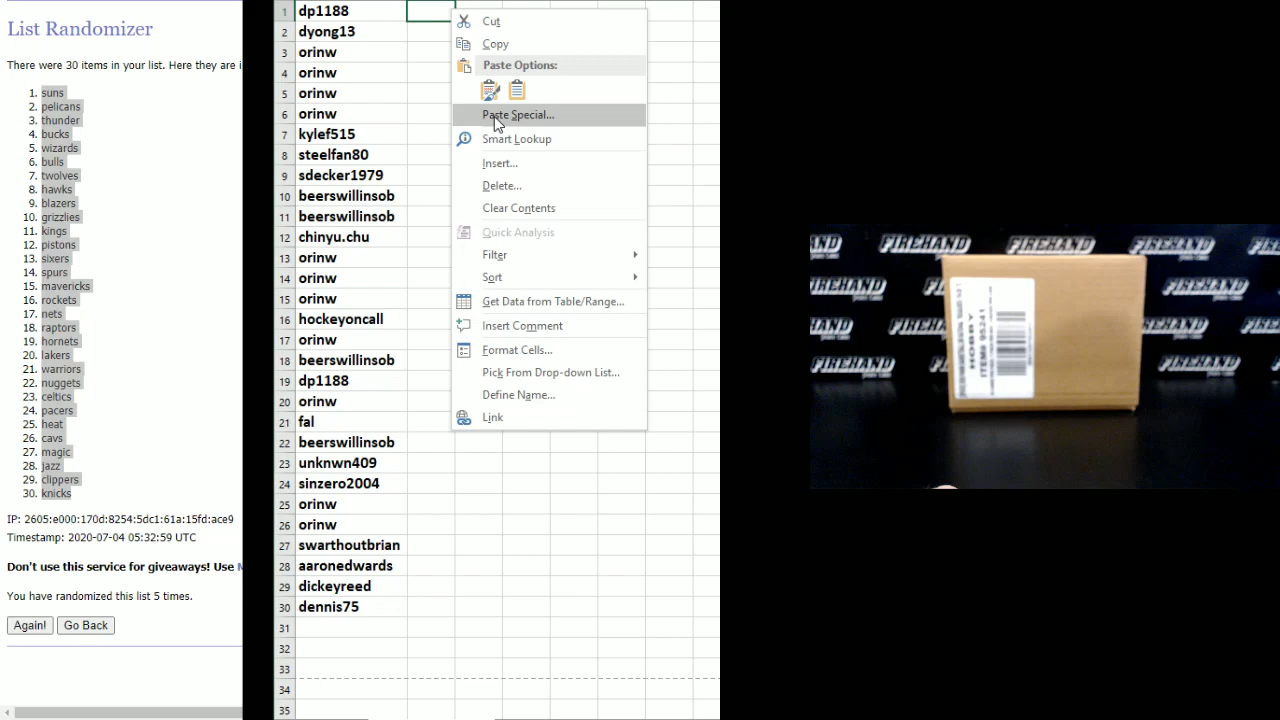 List Randomizer
There were 30 items in your list. Here they are i
1. suns
2. pelicans
3. thunder
4. bucks
5. wizards
6. bulls
7. twolves
8. hawks
9. blazers
10. grizzlies
11. kings
12. pistons
13. sixers
14. spurs
15. mavericks
16. rockets
17. nets
18. raptors
19. hornets
20. lakers
21. warriors
22. nuggets
23. celtics
24. pacers
25. heat
26. cavs
27. magic
28. jazz
29. clippers
30. knicks
IP: 2605:e000:170d:8254:5dc1:61a:15fd:ace9
Timestamp: 2020-07-04 05:32:59 UTC
Don't use this service for giveaways! Use
You have randomized this list 5 times.
Again! Go Back
1 dp1188
2 dyong13
3 orinw
4 orinw
5 orinw
6 orinw
7 kylef515
8 steelfan80
9 sdecker1979
10 beerswillinsob
11 beerswillinsob
12 chinyu.chu
13 orinw
14 orinw
15 orinw
16 hockeyoncall
17 orinw
18 beerswillinsob
19 dp1188
20 orinw
21 fal
22 beerswillinsob
23 unknwn409
24 sinzero2004
25 orinw
26 orinw
27 swarthoutbrian
28 aaronedwards
29 dickeyreed
30 dennis75
31
32
33
34
35
Cut
Copy
Paste Options:
Paste Special...
Smart Lookup
Insert...
Delete...
Clear Contents
Quick Analysis
Filter
Sort
Get Data from Table/Range...
Insert Comment
Format Cells...
Pick From Drop-down List...
Define Name...
Link
FIREHAND
FIREHAND
FIREHAND
FIREHAND
HOBBY
ITEM# 95241